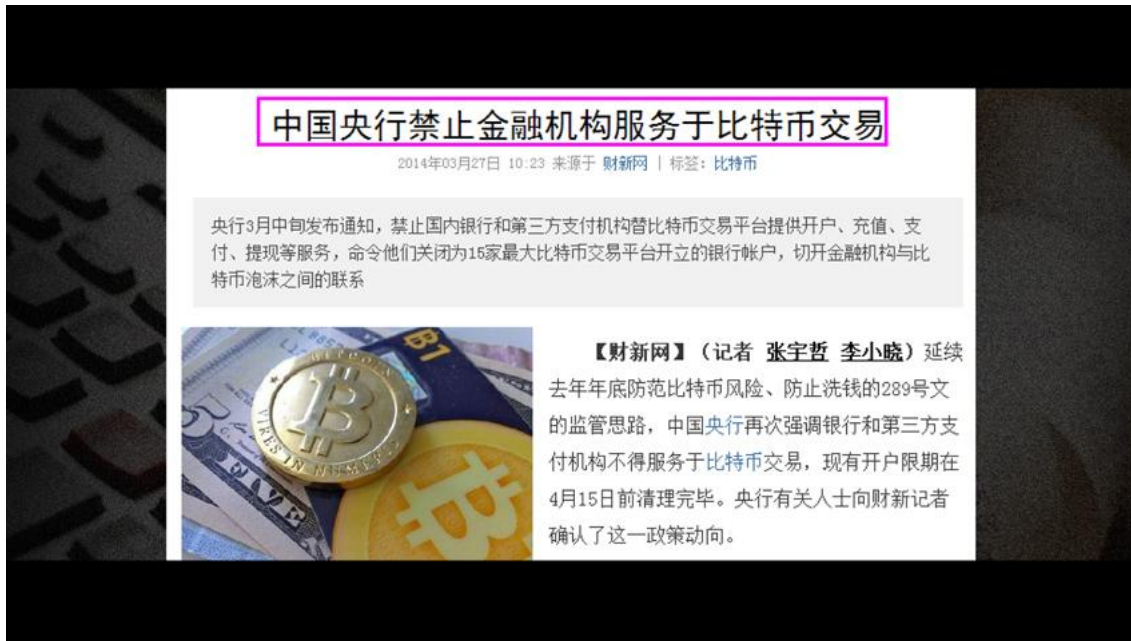 中国央行禁止金融机构服务于比特币交易
2014年03月27日 10:23 来源于 财新网 | 标签：比特币
央行3月中旬发布通知，禁止国内银行和第三方支付机构替比特币交易平台提供开户、充值、支
付、提现等服务，命令他们关闭为15家最大比特币交易平台开立的银行帐户，切开金融机构与比
特币泡沫之间的联系
【财新网】（记者 张宇哲 李小晓）延续
去年年底防范比特币风险、防止洗钱的289号文
的监管思路，中国央行再次强调银行和第三方支
付机构不得服务于比特币交易，现有开户限期在
4月15日前清理完毕。央行有关人士向财新记者
确认了这一政策动向。
B1
BITCOIN
VIRES IN NUMERIS
FIVE